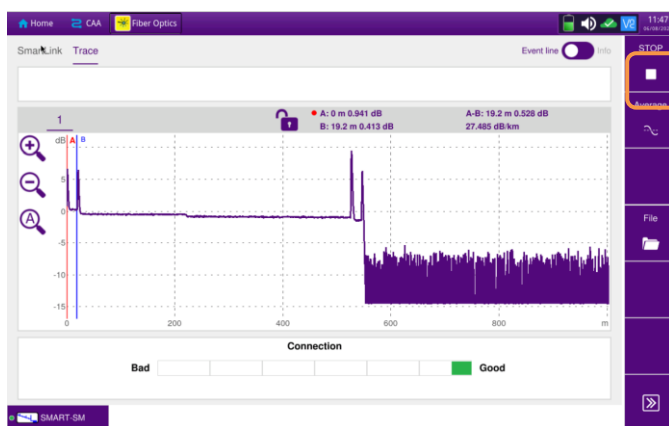 Home CAA Fiber Optics V2 11:47
SmartLink Trace Event line Info STOP
Average
1 A: 0 m 0.941 dB A-B: 19.2 m 0.528 dB
B: 19.2 m 0.413 dB 27.485 dB/km
dB A B
5
0 File
-5
-10
-15
0 200 400 600 800 m
Connection
Bad Good
SMART-SM